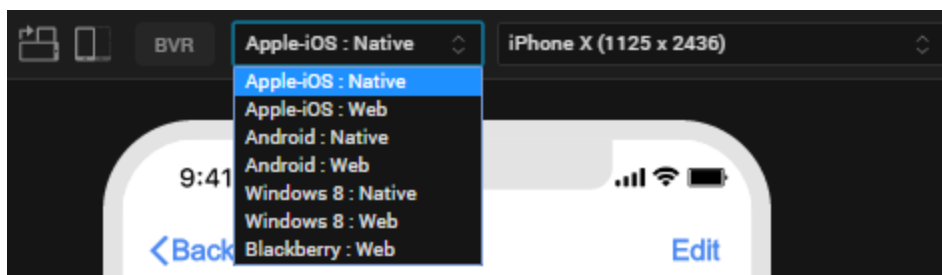 BVR
Apple-iOS : Native
iPhone X (1125 x 2436)
Apple-iOS : Native
Apple-iOS : Web
Android : Native
Android : Web
Windows 8 : Native
Windows 8 : Web
Blackberry : Web
9:41
Back
Edit